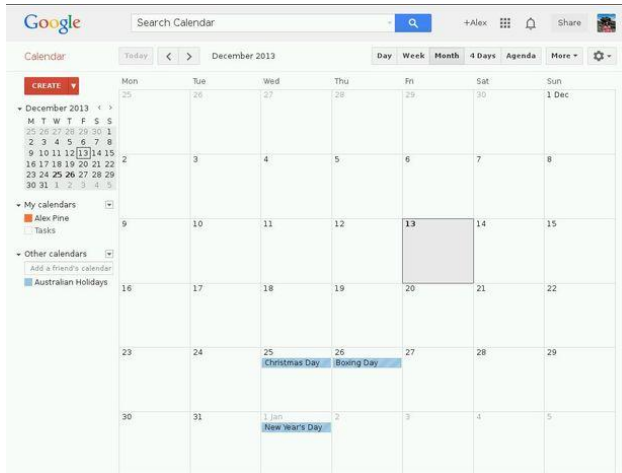 Google Search Calendar +Alex Share
Calendar Today < > December 2013 Day Week Month 4 Days Agenda More
CREATE
December 2013 < >
M T W T F S S
25 26 27 28 29 30 1
2 3 4 5 6 7 8
9 10 11 12 13 14 15
16 17 18 19 20 21 22
23 24 25 26 27 28 29
30 31 1 2 3 4 5
My calendars
Alex Pine
Tasks
Other calendars
Add a friend's calendar
Australian Holidays
Mon Tue Wed Thu Fri Sat Sun
25 26 27 28 29 30 1 Dec
2 3 4 5 6 7 8
9 10 11 12 13 14 15
16 17 18 19 20 21 22
23 24 25 26 27 28 29
Christmas Day Boxing Day
30 31 1 Jan 2 3 4 5
New Year's Day